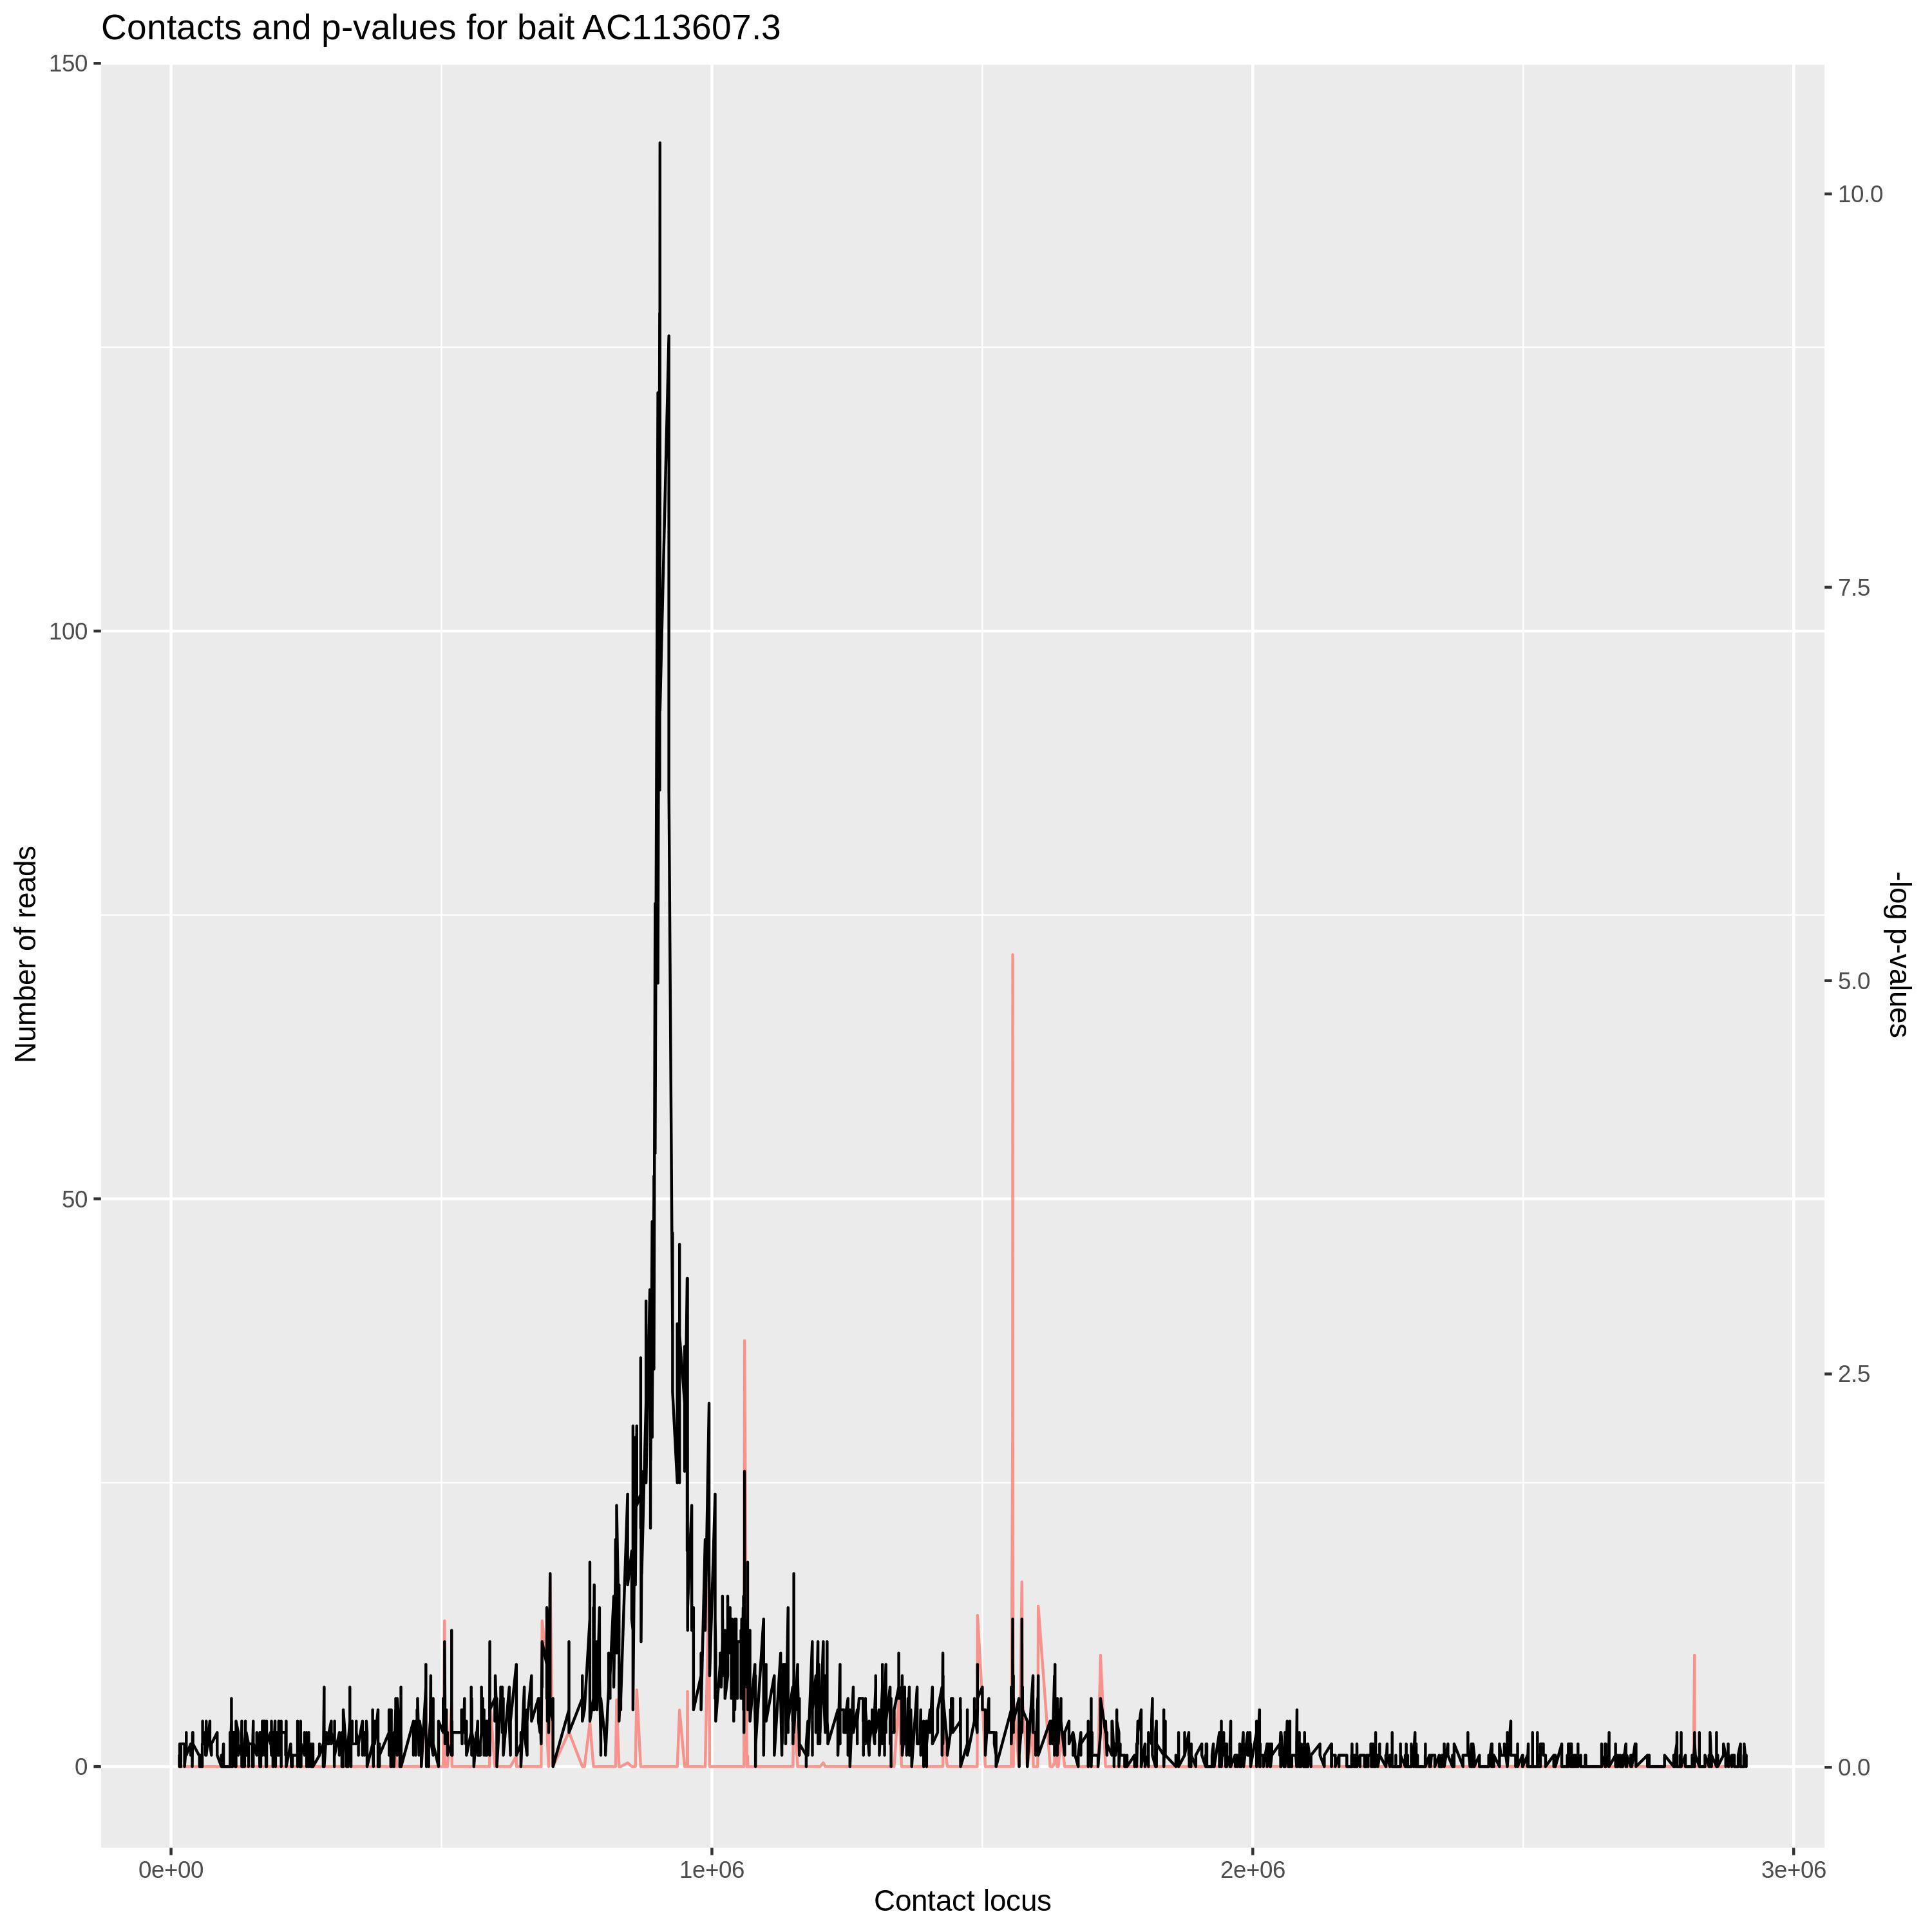 Contacts and p-values for bait AC113607.3
150
100
50
0
Number of reads
10.0
7.5
5.0
2.5
0.0
-log p-values
0e+00
1e+06
2e+06
3e+06
Contact locus